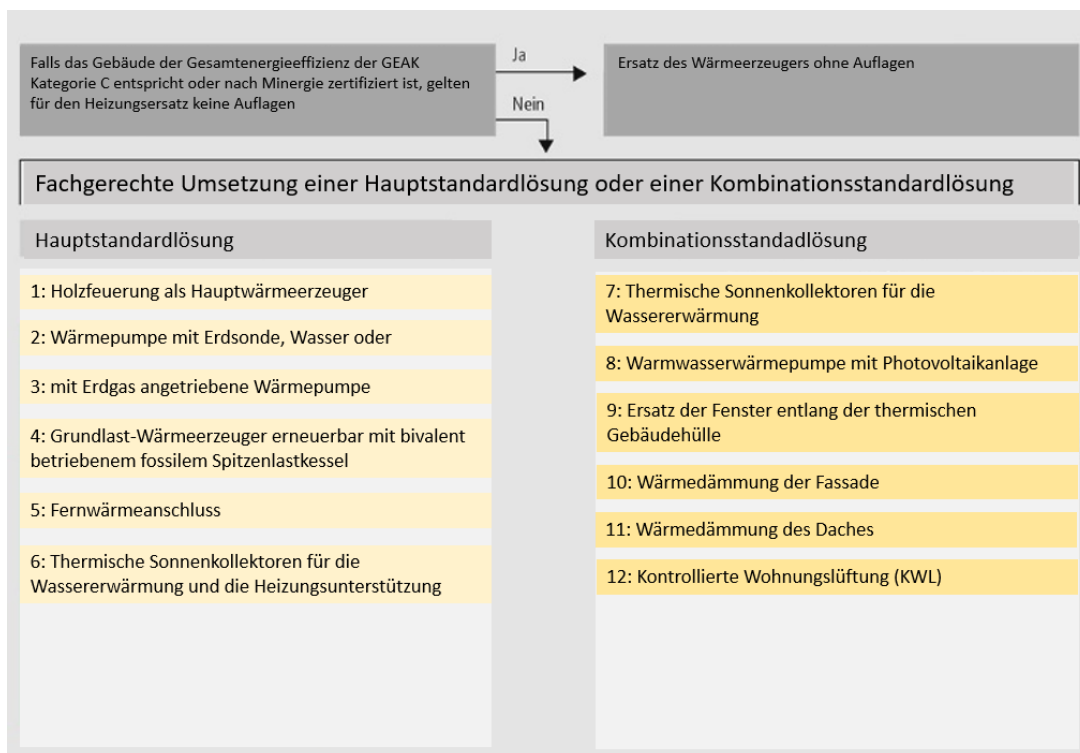 Falls das Gebäude der Gesamtenergieeffizienz der GEAK
Kategorie C entspricht oder nach Minergie zertifiziert ist, gelten
für den Heizungsersatz keine Auflagen
Ja
Nein
Ersatz des Wärmeerzeugers ohne Auflagen
Fachgerechte Umsetzung einer Hauptstandardlösung oder einer Kombinationsstandardlösung
Hauptstandardlösung
1: Holzfeuerung als Hauptwärmeerzeuger
2: Wärmepumpe mit Erdsonde, Wasser oder
3: mit Erdgas angetriebene Wärmepumpe
4: Grundlast-Wärmeerzeuger erneuerbar mit bivalent
betriebenem fossilem Spitzenlastkessel
5: Fernwärmeanschluss
6: Thermische Sonnenkollektoren für die
Wassererwärmung und die Heizungsunterstützung
Kombinationsstandadlösung
7: Thermische Sonnenkollektoren für die
Wassererwärmung
8: Warmwasserwärmepumpe mit Photovoltaikanlage
9: Ersatz der Fenster entlang der thermischen
Gebäudehülle
10: Wärmedämmung der Fassade
11: Wärmedämmung des Daches
12: Kontrollierte Wohnungslüftung (KWL)